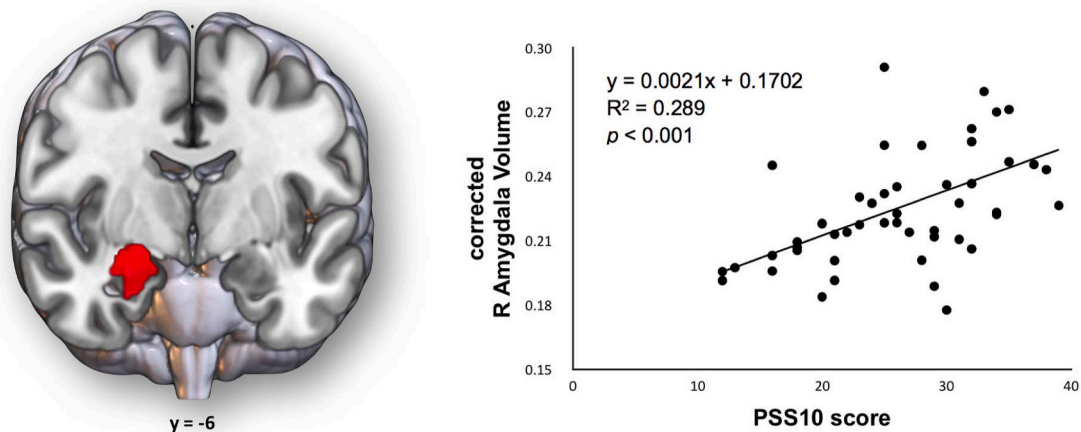 y = -6
corrected
R Amygdala Volume
0.30
0.27
0.24
0.21
0.18
0.15
y = 0.0021x + 0.1702
R² = 0.289
p < 0.001
0 10 20 30 40
PSS10 score